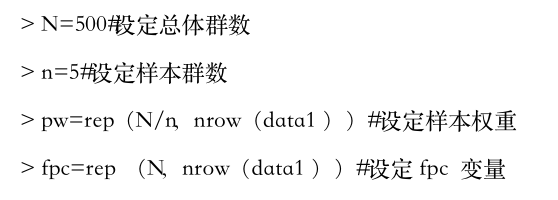 > N=500#设定总体群数
> n=5#设定样本群数
> pw=rep（N/n, nrow（data1））#设定样本权重
> fpc=rep （N, nrow（data1））#设定 fpc 变量